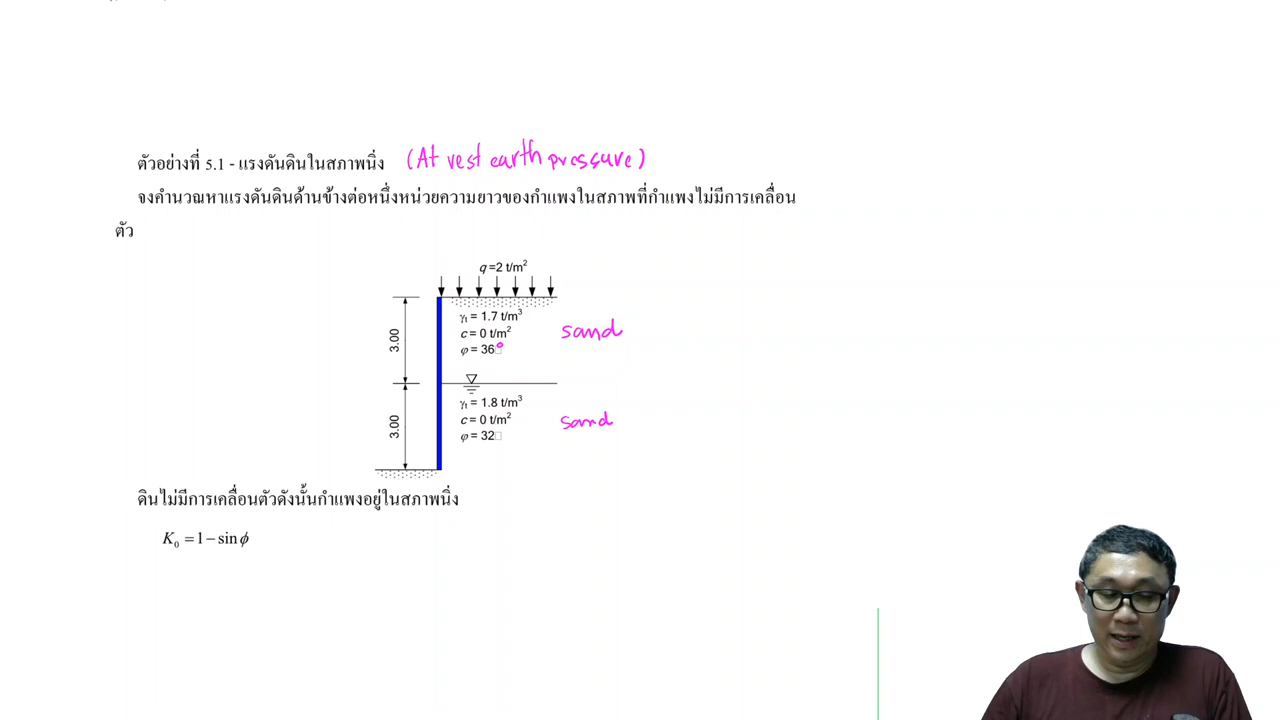 ตัวอย่างที่ 5.1 - แรงดันดินในสภาพนิ่ง (At rest earth pressure)
จงคำนวณหาแรงดันดินด้านข้างต่อหนึ่งหน่วยความยาวของกำแพงในสภาพที่กำแพงไม่มีการเคลื่อน
ตัว
q =2 t/m²
γt = 1.7 t/m³
c = 0 t/m²
φ = 36°
sand
3.00
γt = 1.8 t/m³
c = 0 t/m²
φ = 32□
sand
3.00
ดินไม่มีการเคลื่อนตัวดังนั้นกำแพงอยู่ในสภาพนิ่ง
K₀ = 1 − sin ϕ